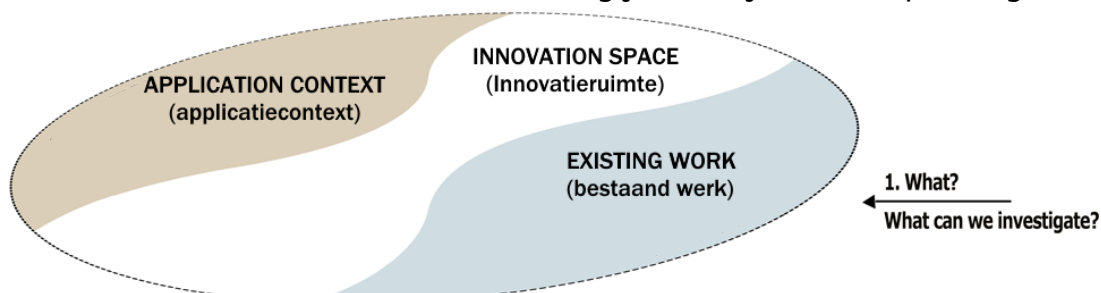 APPLICATION CONTEXT
(applicatiecontext)
INNOVATION SPACE
(Innovatieruimte)
EXISTING WORK
(bestaand werk)
1. What?
What can we investigate?